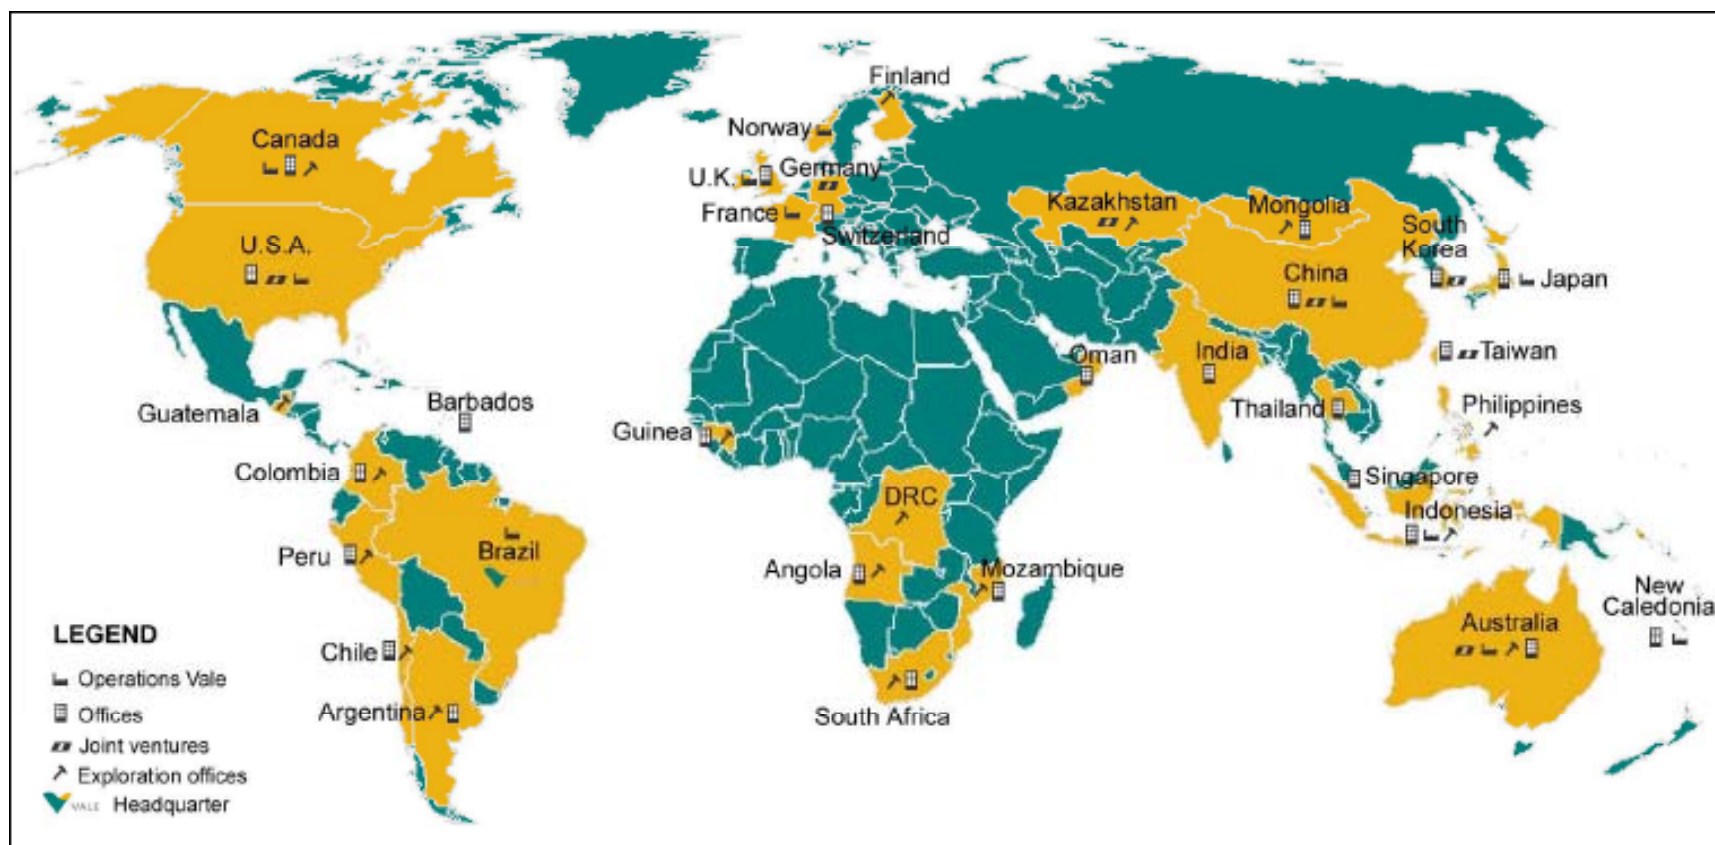 Finland
Norway
Canada
U.K.
Germany
France
Kazakhstan
Mongolia
South
Korea
Switzerland
U.S.A.
China
Japan
Oman
India
Taiwan
Guatemala
Barbados
Thailand
Philippines
Guinea
Colombia
Singapore
DRC
Indonesia
Peru
Brazil
Angola
Mozambique
New
Caledonia
Australia
Chile
Argentina
South Africa
LEGEND
Operations Vale
Offices
Joint ventures
Exploration offices
VALE Headquarter